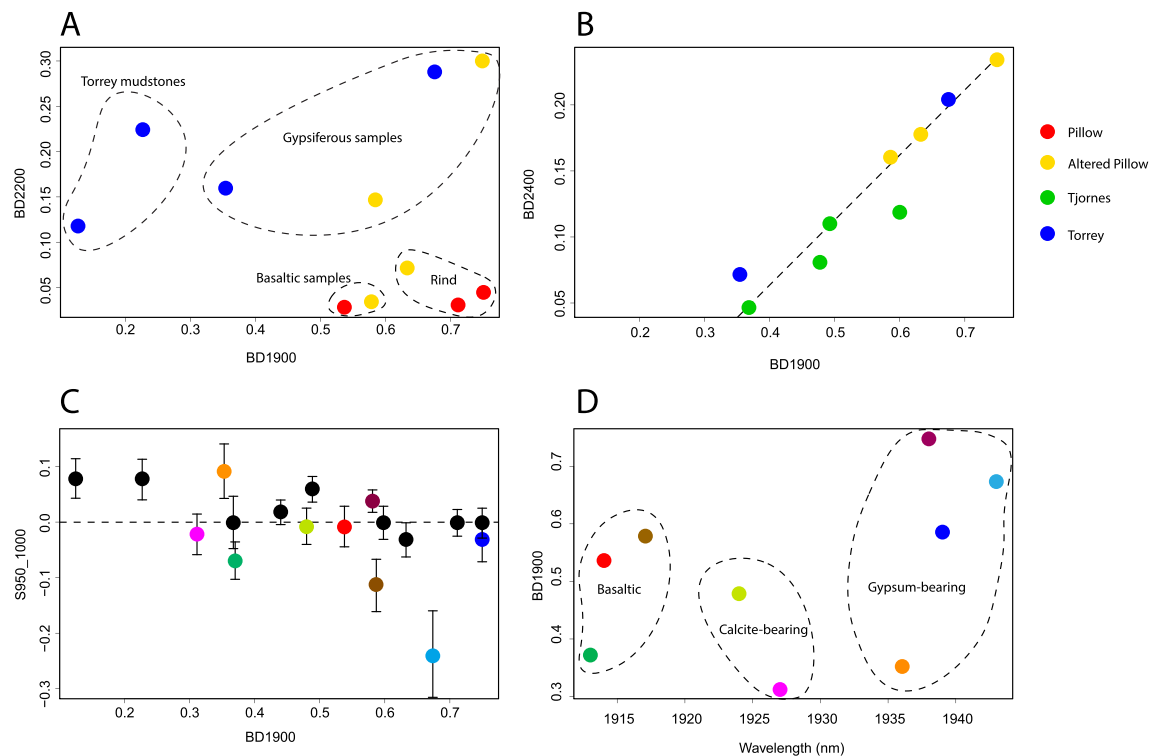 A
BD2200
0.30
0.25
0.20
0.15
0.10
0.05
Torrey mudstones
Gypsiferous samples
Basaltic samples
Rind
0.2 0.3 0.4 0.5 0.6 0.7
BD1900
B
BD2400
0.20
0.15
0.10
0.05
0.2 0.3 0.4 0.5 0.6 0.7
BD1900
Pillow
Altered Pillow
Tjornes
Torrey
C
S950_1000
0.1
0.0
−0.1
−0.2
−0.3
0.2 0.3 0.4 0.5 0.6 0.7
BD1900
D
BD1900
0.7
0.6
0.5
0.4
0.3
Basaltic
Calcite-bearing
Gypsum-bearing
1915 1920 1925 1930 1935 1940
Wavelength (nm)